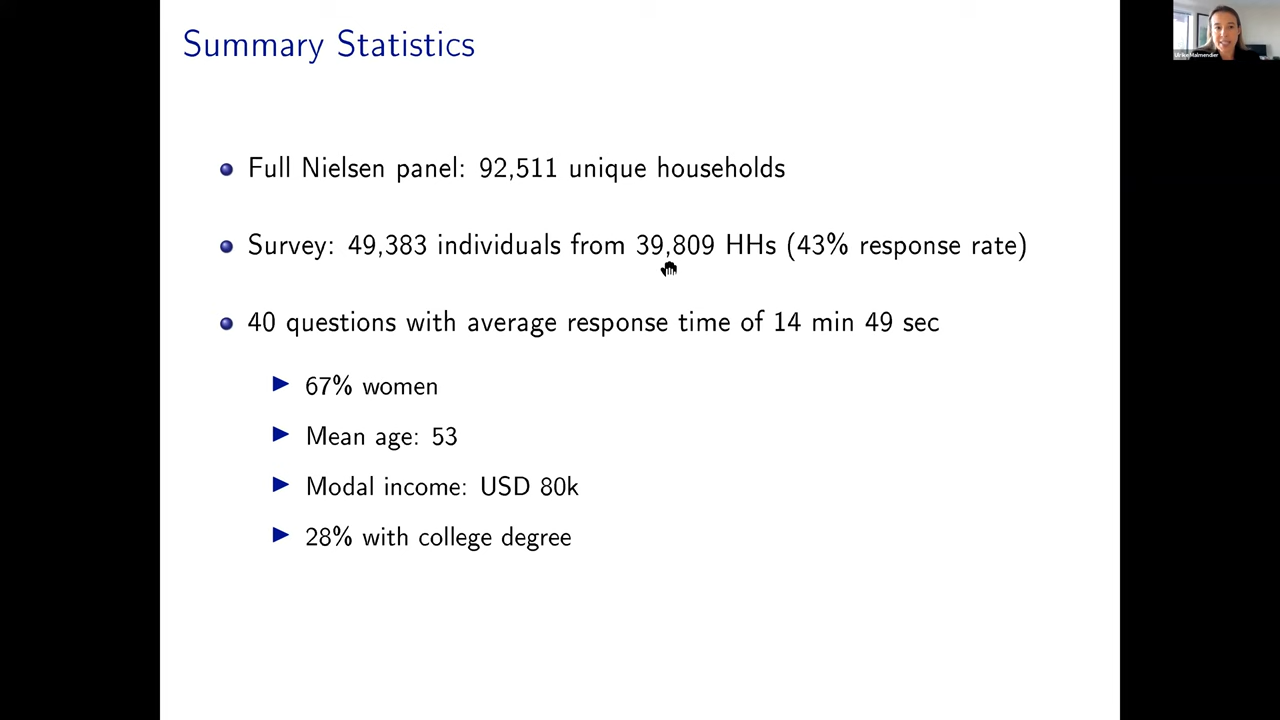 Summary Statistics
Ulrike Malmendier
Full Nielsen panel: 92,511 unique households
Survey: 49,383 individuals from 39,809 HHs (43% response rate)
40 questions with average response time of 14 min 49 sec
67% women
Mean age: 53
Modal income: USD 80k
28% with college degree